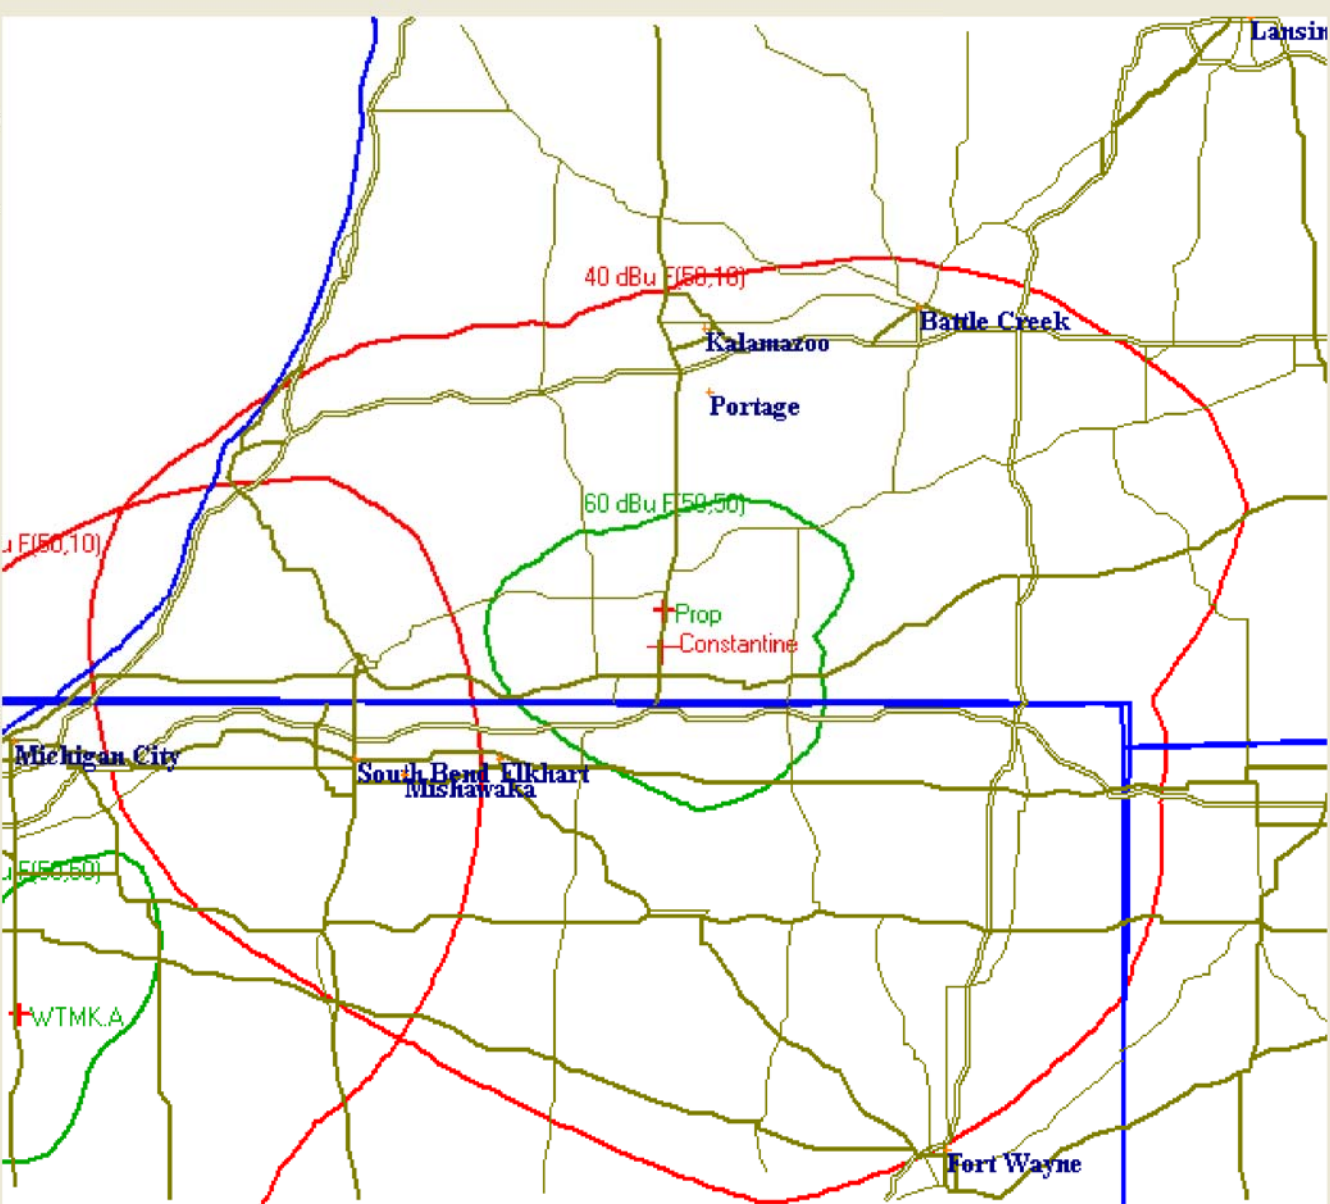 Lansin
40 dBu F(50,10)
Battle Creek
Kalamazoo
Portage
60 dBu F(50,50)
u F(50,10)
Prop
Constantine
Michigan City
South Bend Elkhart
Mishawaka
u F(50,50)
WTMK.A
Fort Wayne